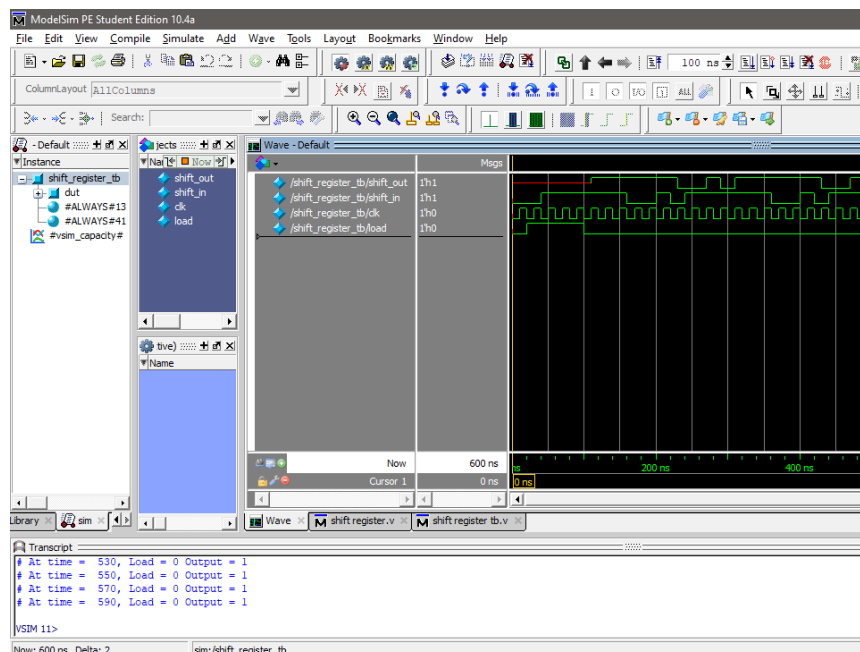 ModelSim PE Student Edition 10.4a
File Edit View Compile Simulate Add Wave Tools Layout Bookmarks Window Help
100 ns
ColumnLayout AllColumns
Search:
- Default
Instance
shift_register_tb
dut
#ALWAYS#13
#ALWAYS#41
#vsim_capacity#
jects
Na
Now
shift_out
shift_in
clk
load
tive)
Name
Wave - Default
Msgs
/shift_register_tb/shift_out 1'h1
/shift_register_tb/shift_in 1'h1
/shift_register_tb/clk 1'h0
/shift_register_tb/load 1'h0
Now 600 ns
ns 200 ns 400 ns
Cursor 1 0 ns
0 ns
Library sim
Wave shift register.v shift register tb.v
Transcript
# At time = 530, Load = 0 Output = 1
# At time = 550, Load = 0 Output = 1
# At time = 570, Load = 0 Output = 1
# At time = 590, Load = 0 Output = 1
VSIM 11>
Now: 600 ns Delta: 2 sim:/shift_register_tb